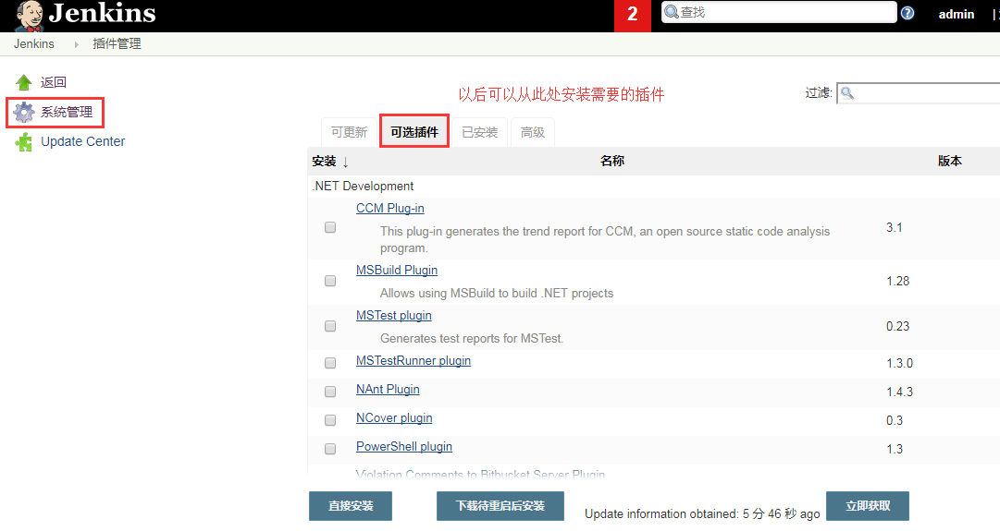 Jenkins
2
查找
admin
|
Jenkins
插件管理
返回
系统管理
Update Center
以后可以从此处安装需要的插件
过滤:
可更新
可选插件
已安装
高级
安装 ↓
名称
版本
.NET Development
CCM Plug-in
This plug-in generates the trend report for CCM, an open source static code analysis
program.
3.1
MSBuild Plugin
Allows using MSBuild to build .NET projects
1.28
MSTest plugin
Generates test reports for MSTest.
0.23
MSTestRunner plugin
1.3.0
NAnt Plugin
1.4.3
NCover plugin
0.3
PowerShell plugin
1.3
Violation Comments to Bitbucket Server Plugin
直接安装
下载待重启后安装
Update information obtained: 5 分 46 秒 ago
立即获取